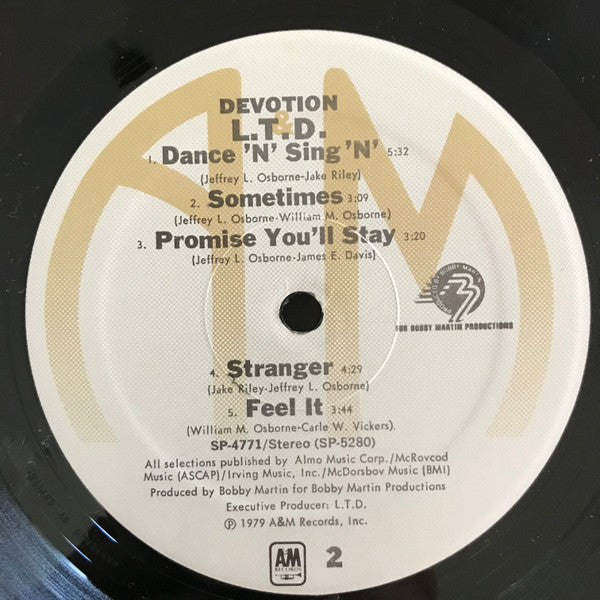 DEVOTION
&
L.T.D.
1. Dance 'N' Sing 'N' 5:32
(Jeffrey L. Osborne-Jake Riley)
2. Sometimes 3:09
(Jeffrey L. Osborne-William M. Osborne)
3. Promise You'll Stay 3:20
(Jeffrey L. Osborne-James E. Davis)
FOR BOBBY MARTIN PRODUCTIONS
4. Stranger 4:29
(Jake Riley-Jeffrey L. Osborne)
5. Feel It 3:44
(William M. Osborne-Carle W. Vickers).
SP-4771/Stereo (SP-5280)
All selections published by Almo Music Corp./McRovcod
Music (ASCAP)/Irving Music, Inc./McDorsbov Music (BMI)
Produced by Bobby Martin for Bobby Martin Productions
Executive Producer: L.T.D.
℗ 1979 A&M Records, Inc.
AM
RECORDS
2